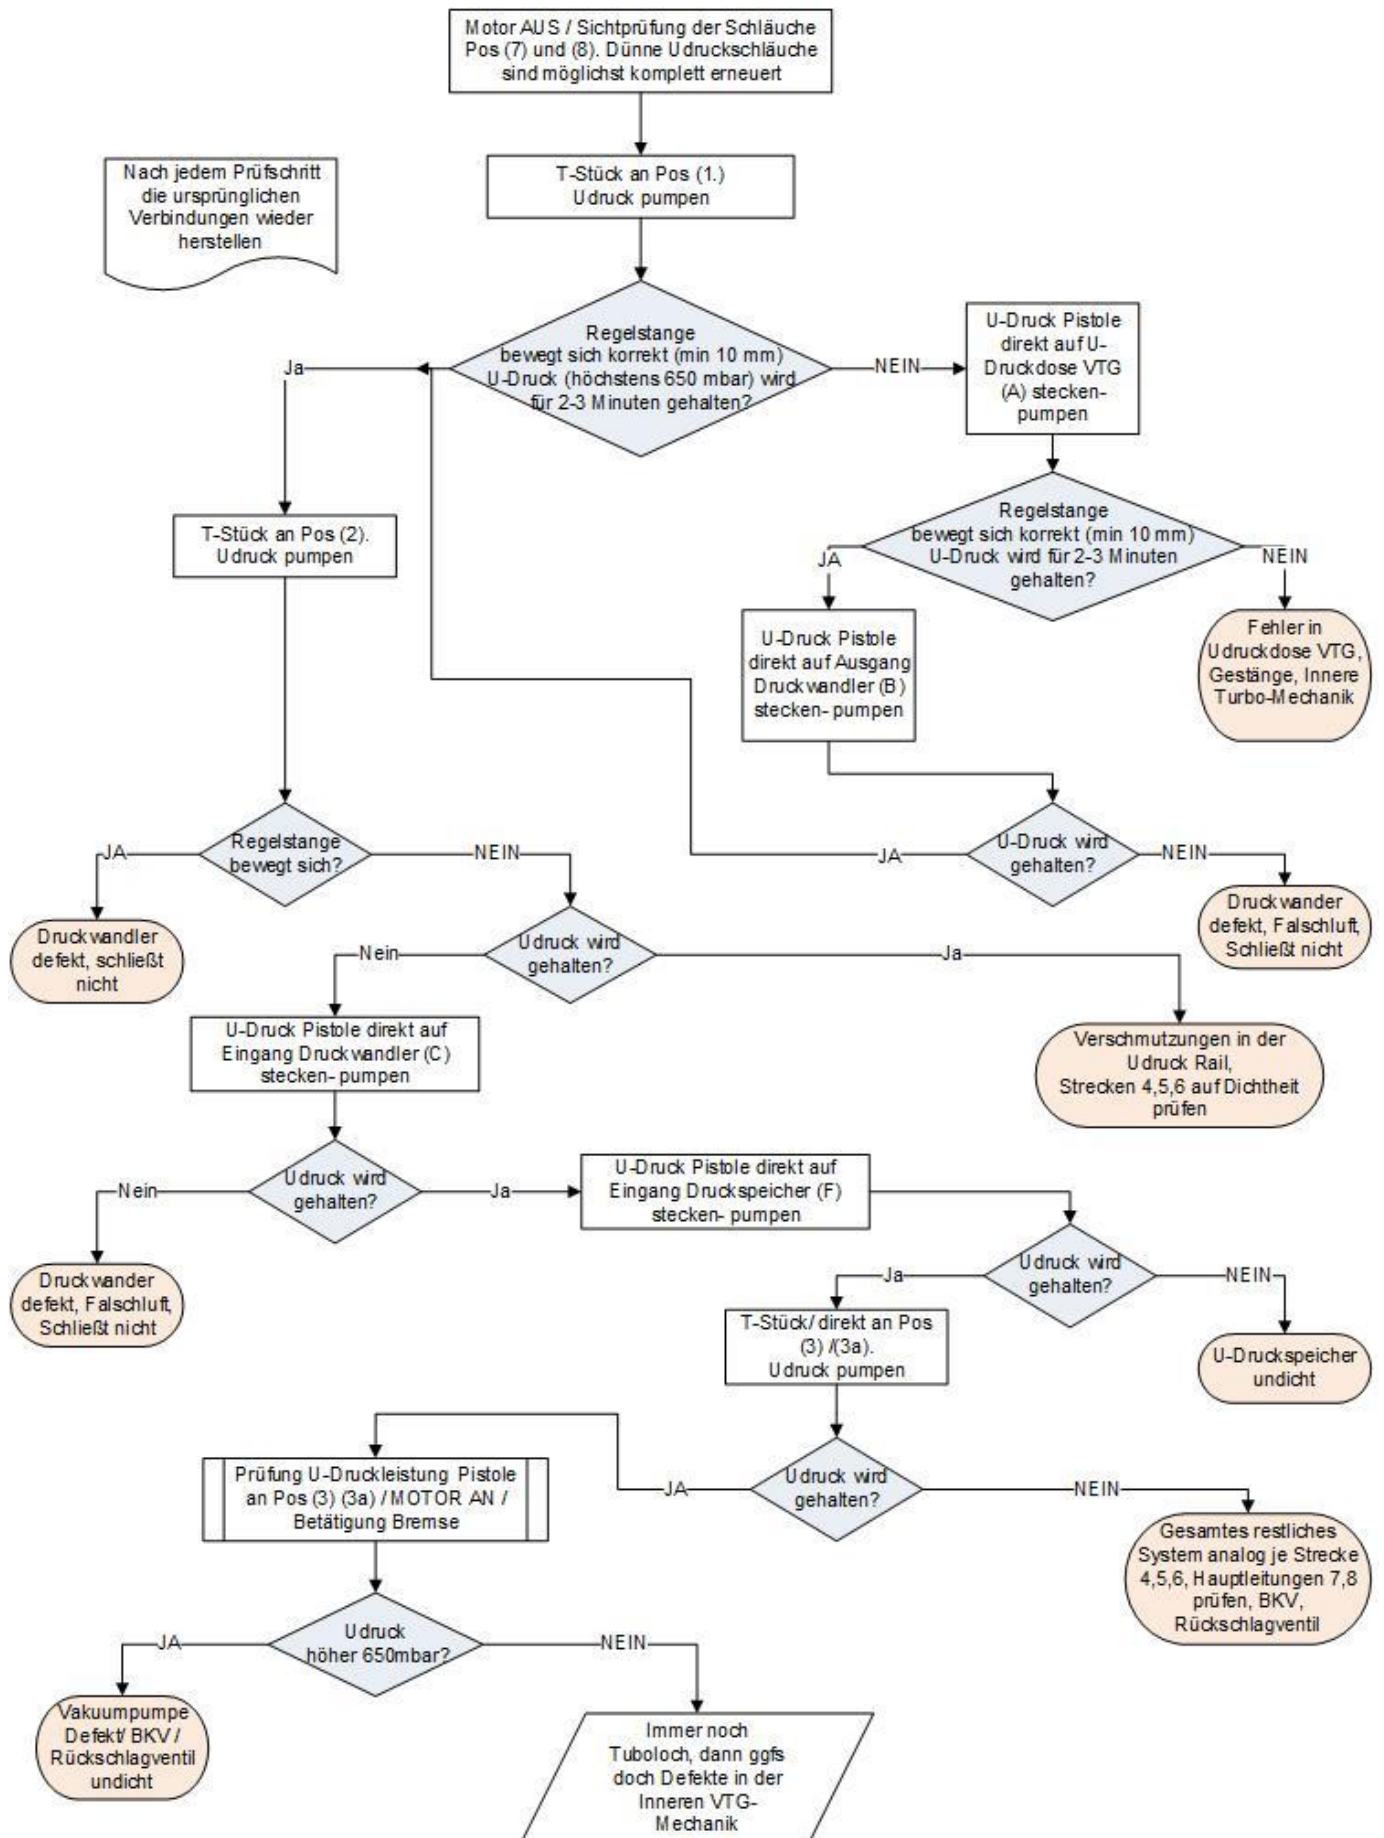 Motor AUS / Sichtprüfung der Schläuche
Pos (7) und (8). Dünne Udruckschläuche
sind möglichst komplett erneuert
Nach jedem Prüfschritt
die ursprünglichen
Verbindungen wieder
herstellen
T-Stück an Pos (1.)
Udruck pumpen
Regelstange
bewegt sich korrekt (min 10 mm)
U-Druck (höchstens 650 mbar) wird
für 2-3 Minuten gehalten?
Ja
NEIN
U-Druck Pistole
direkt auf U-
Druckdose VTG
(A) stecken-
pumpen
T-Stück an Pos (2).
Udruck pumpen
Regelstange
bewegt sich korrekt (min 10 mm)
U-Druck wird für 2-3 Minuten
gehalten?
JA
NEIN
U-Druck Pistole
direkt auf Ausgang
Druckwandler (B)
stecken- pumpen
Fehler in
Udruckdose VTG,
Gestänge, Innere
Turbo-Mechanik
Regelstange
bewegt sich?
JA
NEIN
U-Druck wird
gehalten?
JA
NEIN
Druckwandler
defekt, schließt
nicht
Udruck wird
gehalten?
Nein
Ja
Druckwander
defekt, Falschluft,
Schließt nicht
U-Druck Pistole direkt auf
Eingang Druckwandler (C)
stecken- pumpen
Verschmutzungen in der
Udruck Rail,
Strecken 4,5,6 auf Dichtheit
prüfen
Udruck wird
gehalten?
Nein
Ja
U-Druck Pistole direkt auf
Eingang Druckspeicher (F)
stecken- pumpen
Druckwander
defekt, Falschluft,
Schließt nicht
Udruck wird
gehalten?
Ja
NEIN
T-Stück/ direkt an Pos
(3) /(3a).
Udruck pumpen
U-Druckspeicher
undicht
Udruck wird
gehalten?
JA
NEIN
Prüfung U-Druckleistung Pistole
an Pos (3) (3a) / MOTOR AN /
Betätigung Bremse
Gesamtes restliches
System analog je Strecke
4,5,6, Hauptleitungen 7,8
prüfen, BKV,
Rückschlagventil
Udruck
höher 650mbar?
JA
NEIN
Vakuumpumpe
Defekt/ BKV /
Rückschlagventil
undicht
Immer noch
Tuboloch, dann ggfs
doch Defekte in der
Inneren VTG-
Mechanik